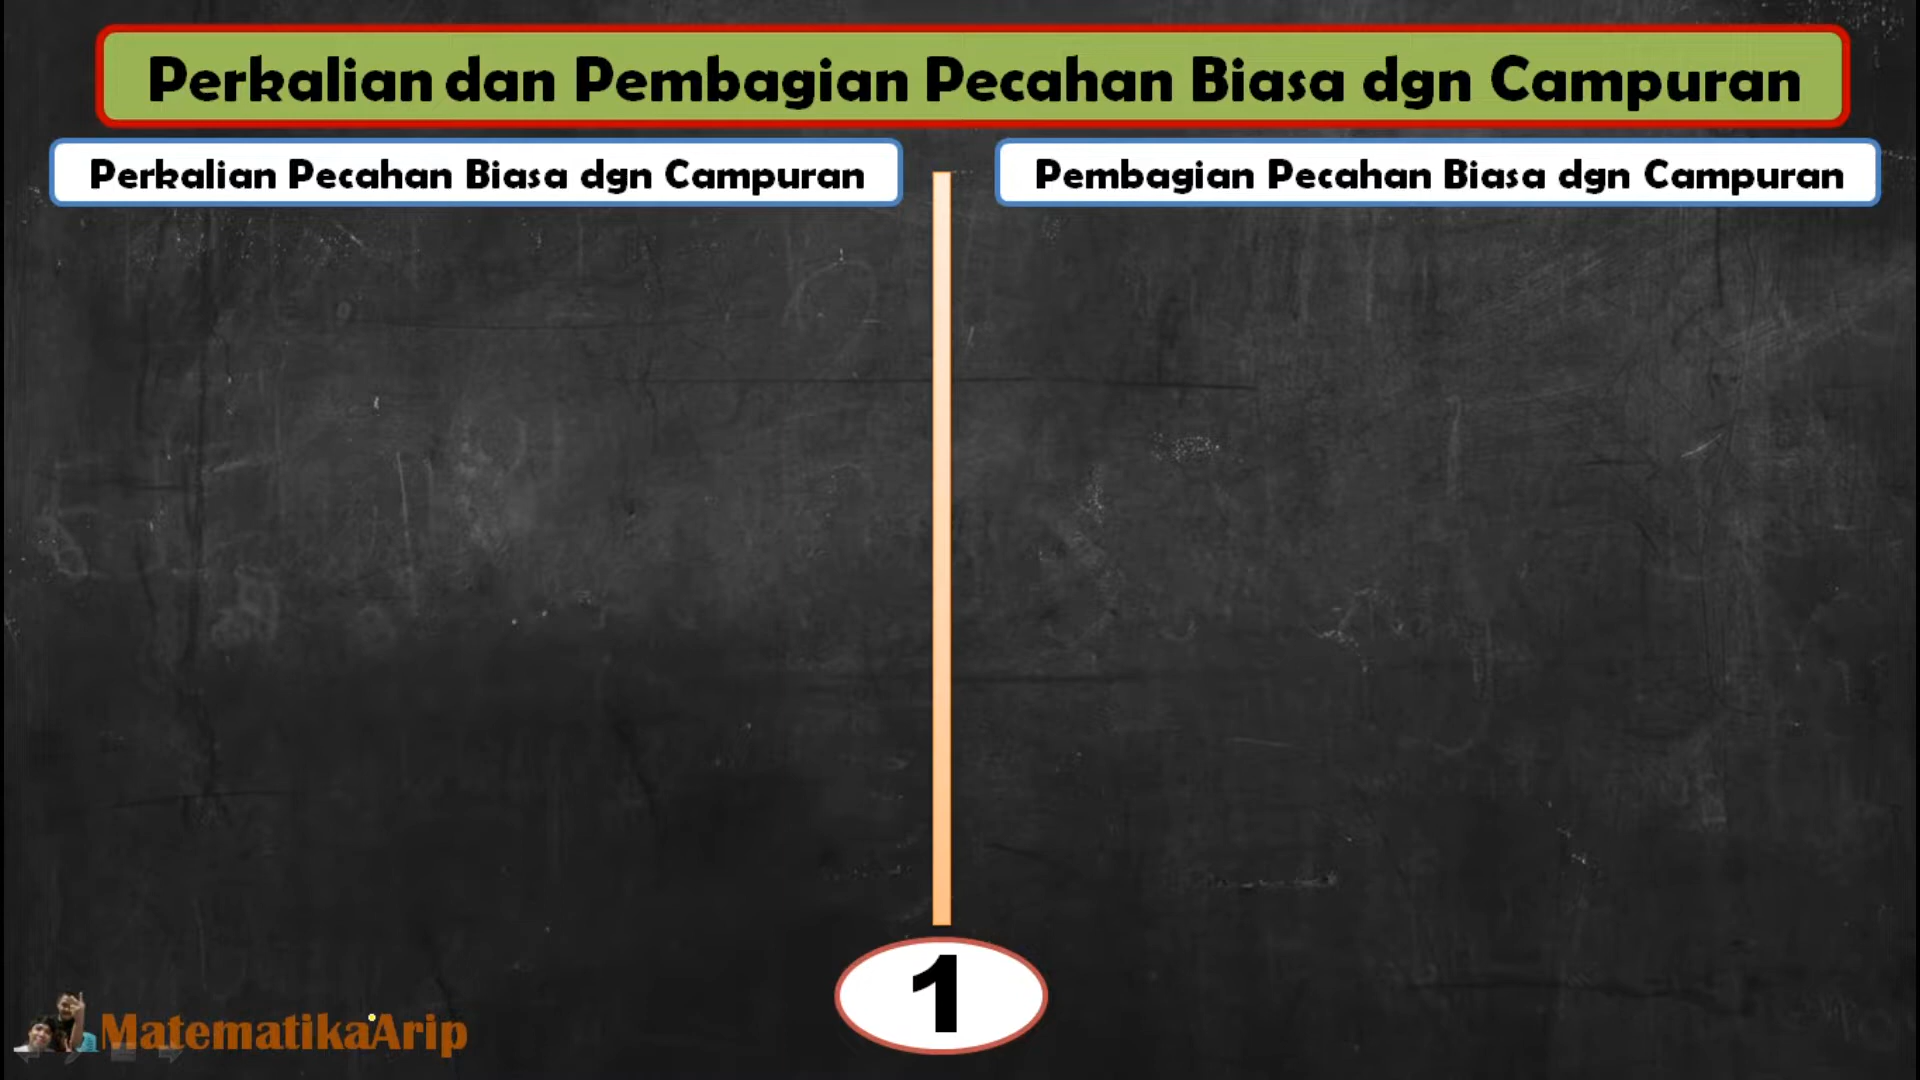 Perkalian dan Pembagian Pecahan Biasa dgn Campuran
Perkalian Pecahan Biasa dgn Campuran
Pembagian Pecahan Biasa dgn Campuran
1
MatematikaArip